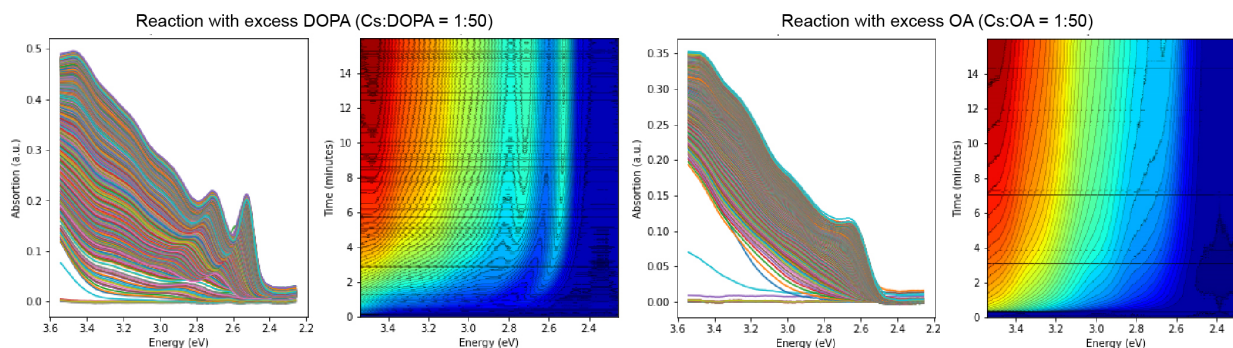 Reaction with excess DOPA (Cs:DOPA = 1:50)
Reaction with excess OA (Cs:OA = 1:50)
Absortion (a.u.)
0.5
0.4
0.3
0.2
0.1
0.0
3.6 3.4 3.2 3.0 2.8 2.6 2.4 2.2
Energy (eV)
Time (minutes)
14
12
10
8
6
4
2
0
3.4 3.2 3.0 2.8 2.6 2.4
Energy (eV)
Absortion (a.u.)
0.35
0.30
0.25
0.20
0.15
0.10
0.05
0.00
3.6 3.4 3.2 3.0 2.8 2.6 2.4 2.2
Energy (eV)
Time (minutes)
14
12
10
8
6
4
2
0
3.4 3.2 3.0 2.8 2.6 2.4
Energy (eV)